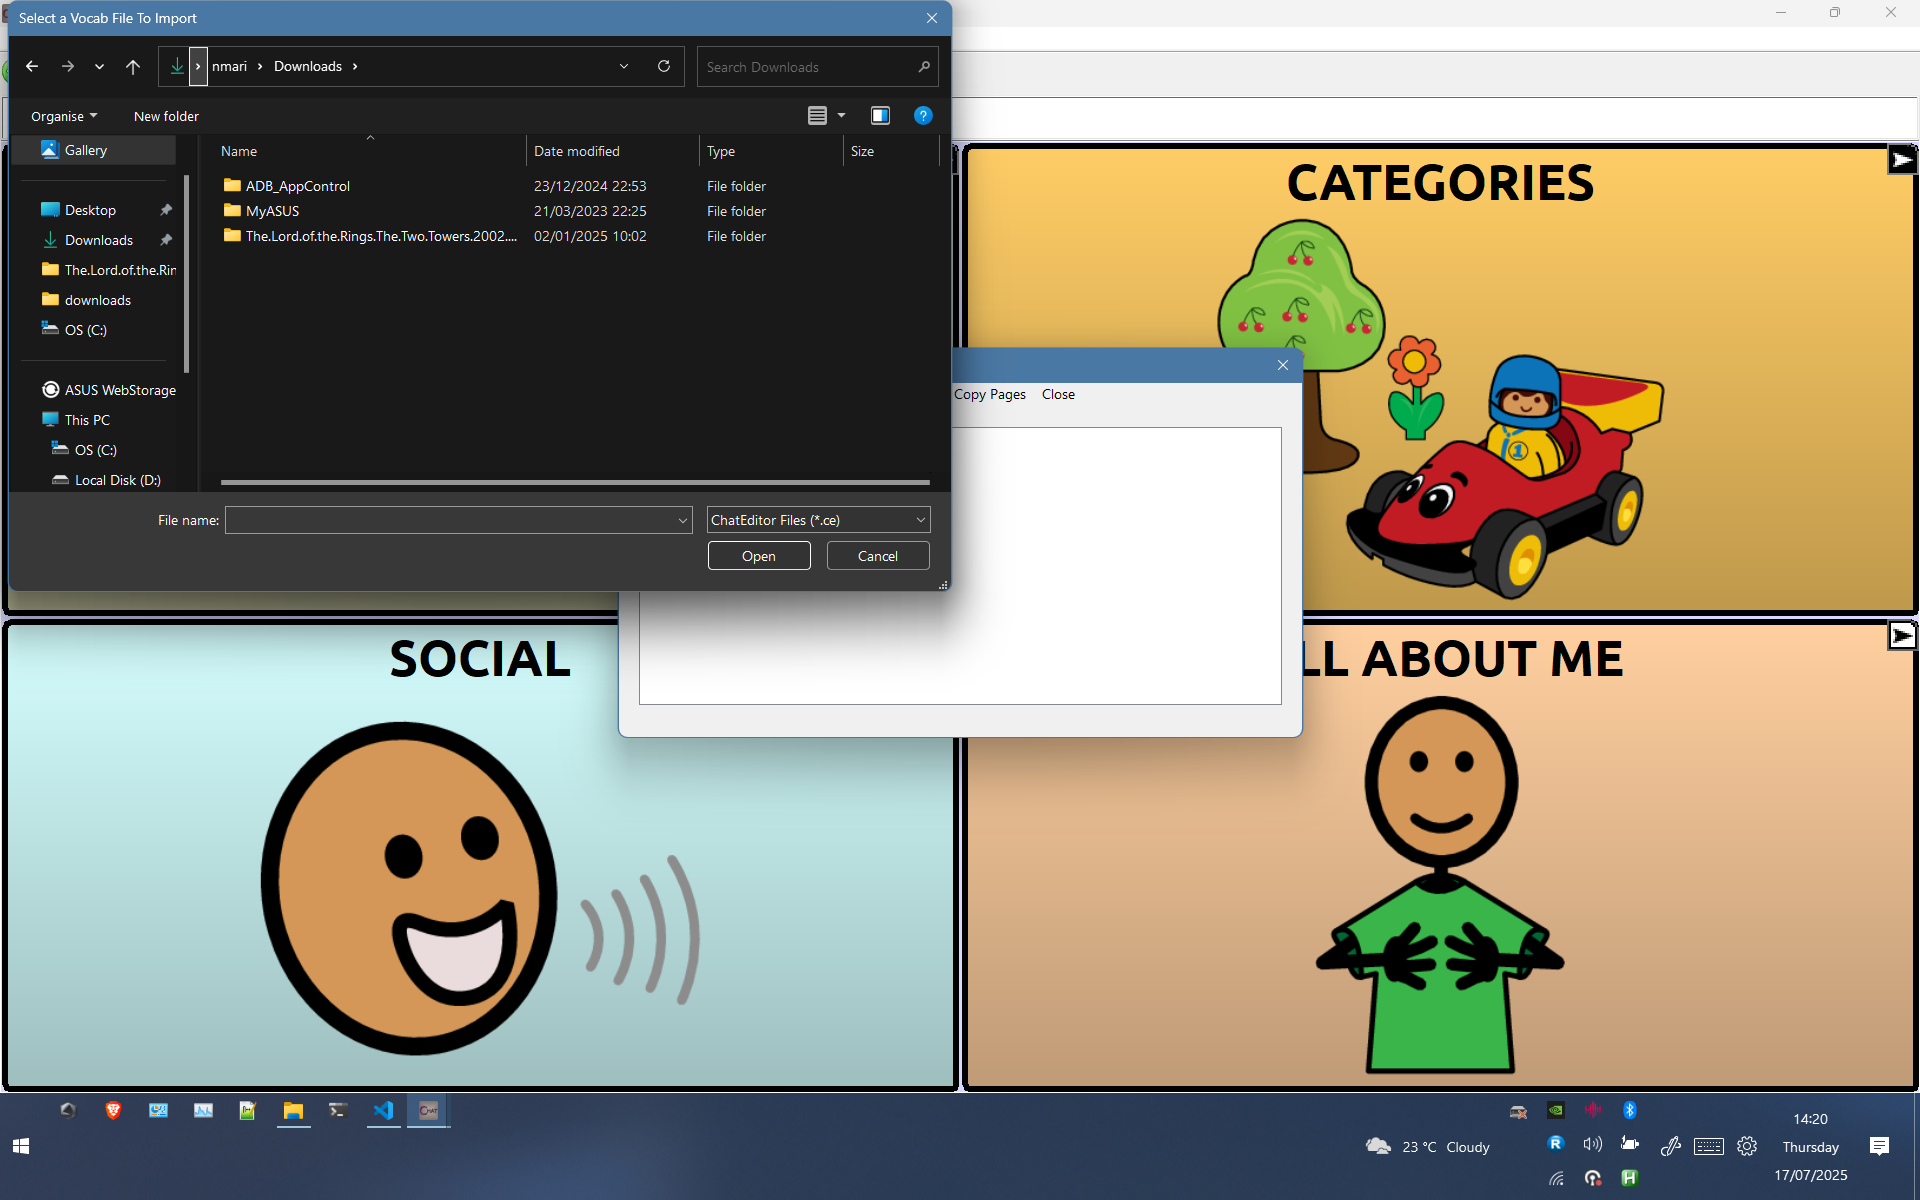 Select a Vocab File To Import
nmari
Downloads
Search Downloads
Organise
New folder
Gallery
Desktop
Downloads
The.Lord.of.the.Rin
downloads
OS (C:)
ASUS WebStorage
This PC
OS (C:)
Local Disk (D:)
Name Date modified Type Size
ADB_AppControl 23/12/2024 22:53 File folder
MyASUS 21/03/2023 22:25 File folder
The.Lord.of.the.Rings.The.Two.Towers.2002.... 02/01/2025 10:02 File folder
File name:
ChatEditor Files (*.ce)
Open Cancel
Copy Pages Close
CATEGORIES
1
SOCIAL
LL ABOUT ME
CHAT
23 °C Cloudy
R
H
14:20
Thursday
17/07/2025